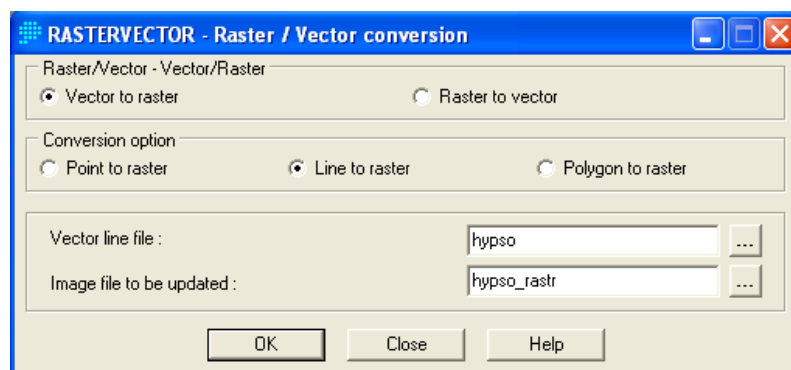 RASTERVECTOR - Raster / Vector conversion
Raster/Vector - Vector/Raster
Vector to raster Raster to vector
Conversion option
Point to raster Line to raster Polygon to raster
Vector line file : hypso ...
Image file to be updated : hypso_rastr ...
OK Close Help